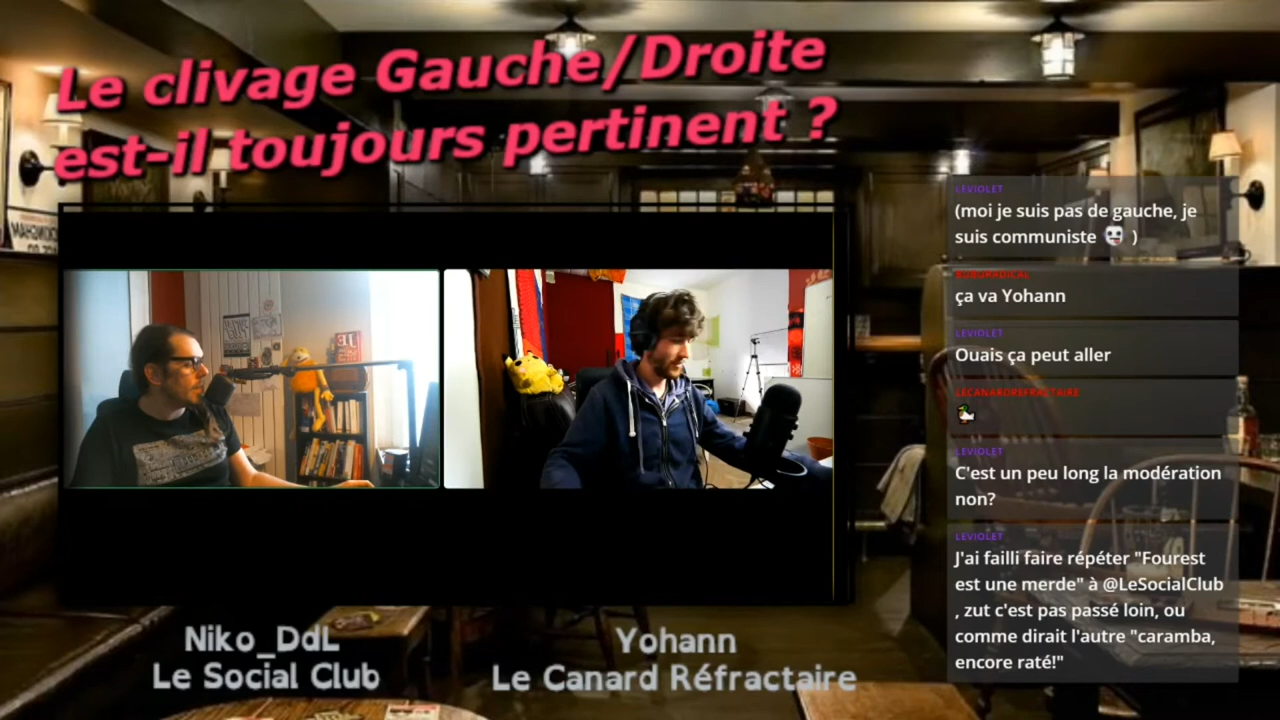 Le clivage Gauche/Droite
est-il toujours pertinent ?
LEVIOLET
(moi je suis pas de gauche, je
suis communiste )
ça va Yohann
LEVIOLET
Ouais ça peut aller
LECANARDREFRACTAIRE
LEVIOLET
C'est un peu long la modération
non?
LEVIOLET
J'ai failli faire répéter "Fourest
est une merde" à @LeSocialClub
, zut c'est pas passé loin, ou
comme dirait l'autre "caramba,
encore raté!"
Niko_DdL
Le Social Club
Yohann
Le Canard Réfractaire